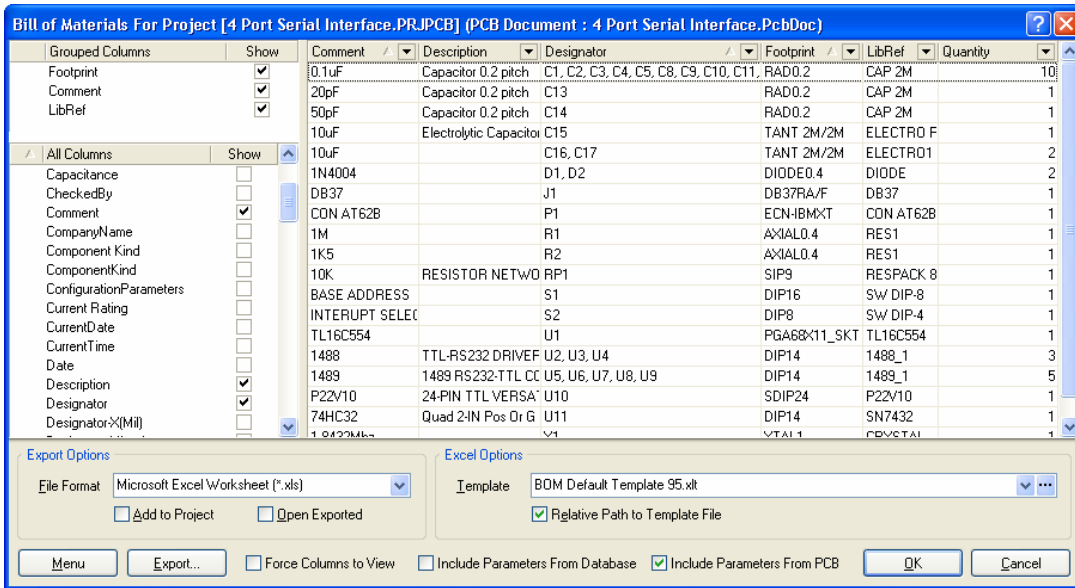 Bill of Materials For Project [4 Port Serial Interface.PRJPCB] (PCB Document : 4 Port Serial Interface.PcbDoc)
Grouped Columns Show
Footprint
Comment
LibRef
All Columns Show
Capacitance
CheckedBy
Comment
CompanyName
Component Kind
ComponentKind
ConfigurationParameters
Current Rating
CurrentDate
CurrentTime
Date
Description
Designator
Designator-X(Mil)
Comment Description Designator Footprint LibRef Quantity
0.1uF Capacitor 0.2 pitch C1, C2, C3, C4, C5, C8, C9, C10, C11, RAD0.2 CAP 2M 10
20pF Capacitor 0.2 pitch C13 RAD0.2 CAP 2M 1
50pF Capacitor 0.2 pitch C14 RAD0.2 CAP 2M 1
10uF Electrolytic Capacitor C15 TANT 2M/2M ELECTRO F 1
10uF C16, C17 TANT 2M/2M ELECTRO1 2
1N4004 D1, D2 DIODE0.4 DIODE 2
DB37 J1 DB37RA/F DB37 1
CON AT62B P1 ECN-IBMXT CON AT62B 1
1M R1 AXIAL0.4 RES1 1
1K5 R2 AXIAL0.4 RES1 1
10K RESISTOR NETWO RP1 SIP9 RESPACK 8 1
BASE ADDRESS S1 DIP16 SW DIP-8 1
INTERUPT SELEC S2 DIP8 SW DIP-4 1
TL16C554 U1 PGA68X11_SKT TL16C554 1
1488 TTL-RS232 DRIVER U2, U3, U4 DIP14 1488_1 3
1489 1489 RS232-TTL CO U5, U6, U7, U8, U9 DIP14 1489_1 5
P22V10 24-PIN TTL VERSA U10 SDIP24 P22V10 1
74HC32 Quad 2-IN Pos Or G U11 DIP14 SN7432 1
1.8432Mhz Y1 XTAL1 CRYSTAL 1
Export Options
File Format Microsoft Excel Worksheet (*.xls)
Add to Project Open Exported
Excel Options
Template BOM Default Template 95.xlt
Relative Path to Template File
Menu Export... Force Columns to View Include Parameters From Database Include Parameters From PCB OK Cancel